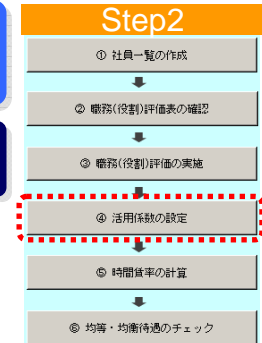 Step2
① 社員一覧の作成
② 職務(役割)評価表の確認
③ 職務(役割)評価の実施
④ 活用係数の設定
⑤ 時間賃率の計算
⑥ 均等・均衡待遇のチェック